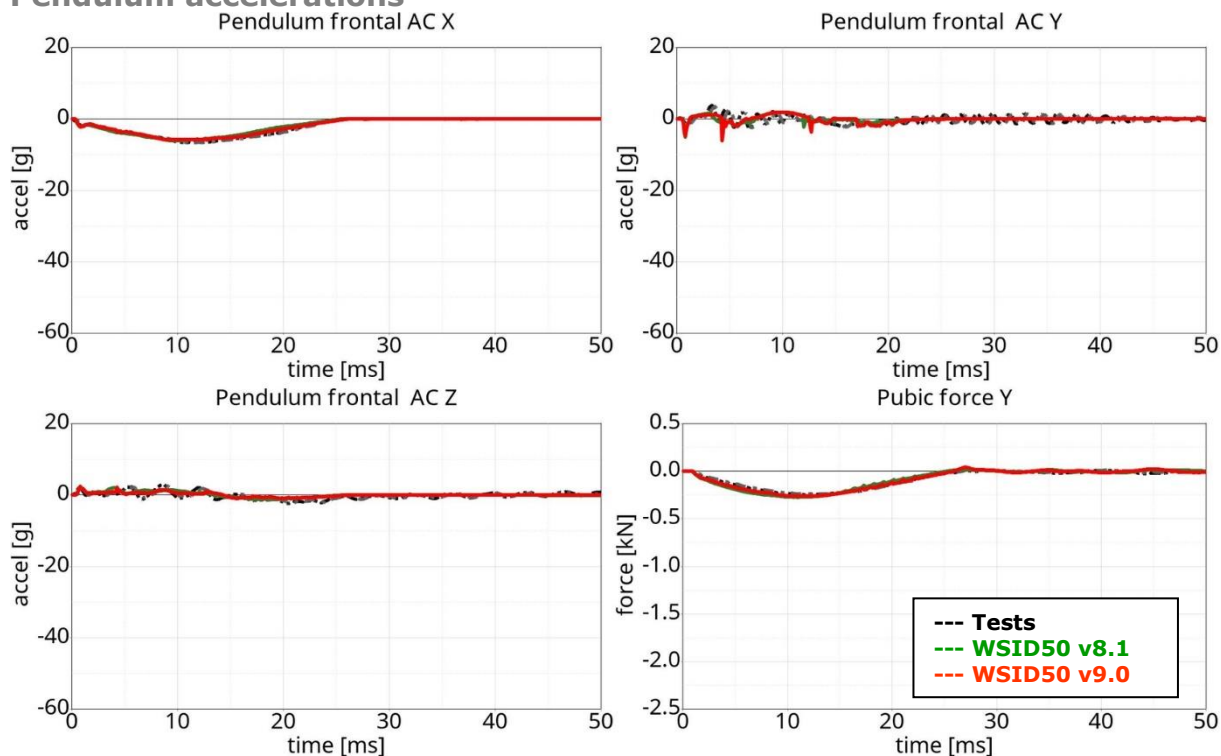 Pendulum accelerations
Pendulum frontal AC X
20
0
-20
-40
-60
accel [g]
0 10 20 30 40 50
time [ms]
Pendulum frontal  AC Y
20
0
-20
-40
-60
accel [g]
0 10 20 30 40 50
time [ms]
Pendulum frontal  AC Z
20
0
-20
-40
-60
accel [g]
0 10 20 30 40 50
time [ms]
Pubic force Y
0.5
0.0
-0.5
-1.0
-1.5
-2.0
-2.5
force [kN]
0 10 20 30 40 50
time [ms]
--- Tests
--- WSID50 v8.1
--- WSID50 v9.0